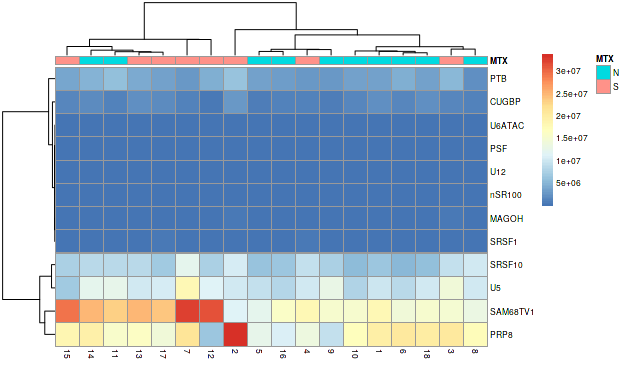 MTX
MTX
N
S
3e+07
2.5e+07
2e+07
1.5e+07
1e+07
5e+06
PTB
CUGBP
U6ATAC
PSF
U12
nSR100
MAGOH
SRSF1
SRSF10
U5
SAM68TV1
PRP8
15 14 11 13 17 7 12 2 5 16 4 9 10 1 6 18 3 8